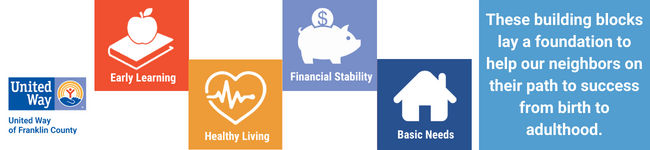 United
Way
United Way
of Franklin County
Early Learning
Healthy Living
$
Financial Stability
Basic Needs
These building blocks
lay a foundation to
help our neighbors on
their path to success
from birth to
adulthood.